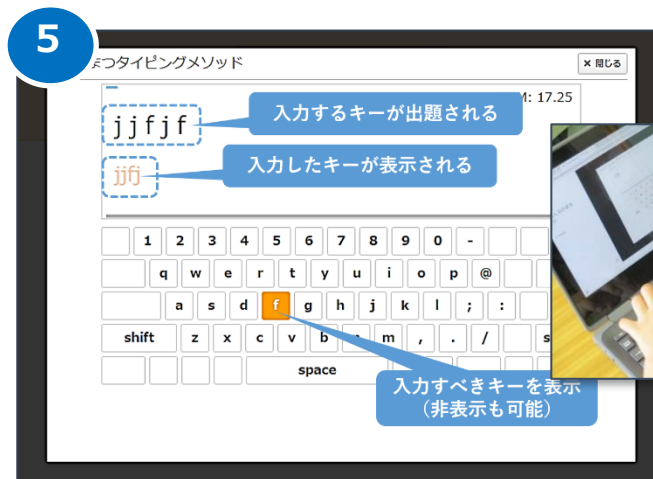 5
まつタイピングメソッド
× 閉じる
M: 17.25
jjfjf
入力するキーが出題される
jjfj
入力したキーが表示される
1 2 3 4 5 6 7 8 9 0 -
q w e r t y u i o p @
a s d f g h j k l ; :
shift z x c v b m , . / s
space
入力すべきキーを表示
（非表示も可能）